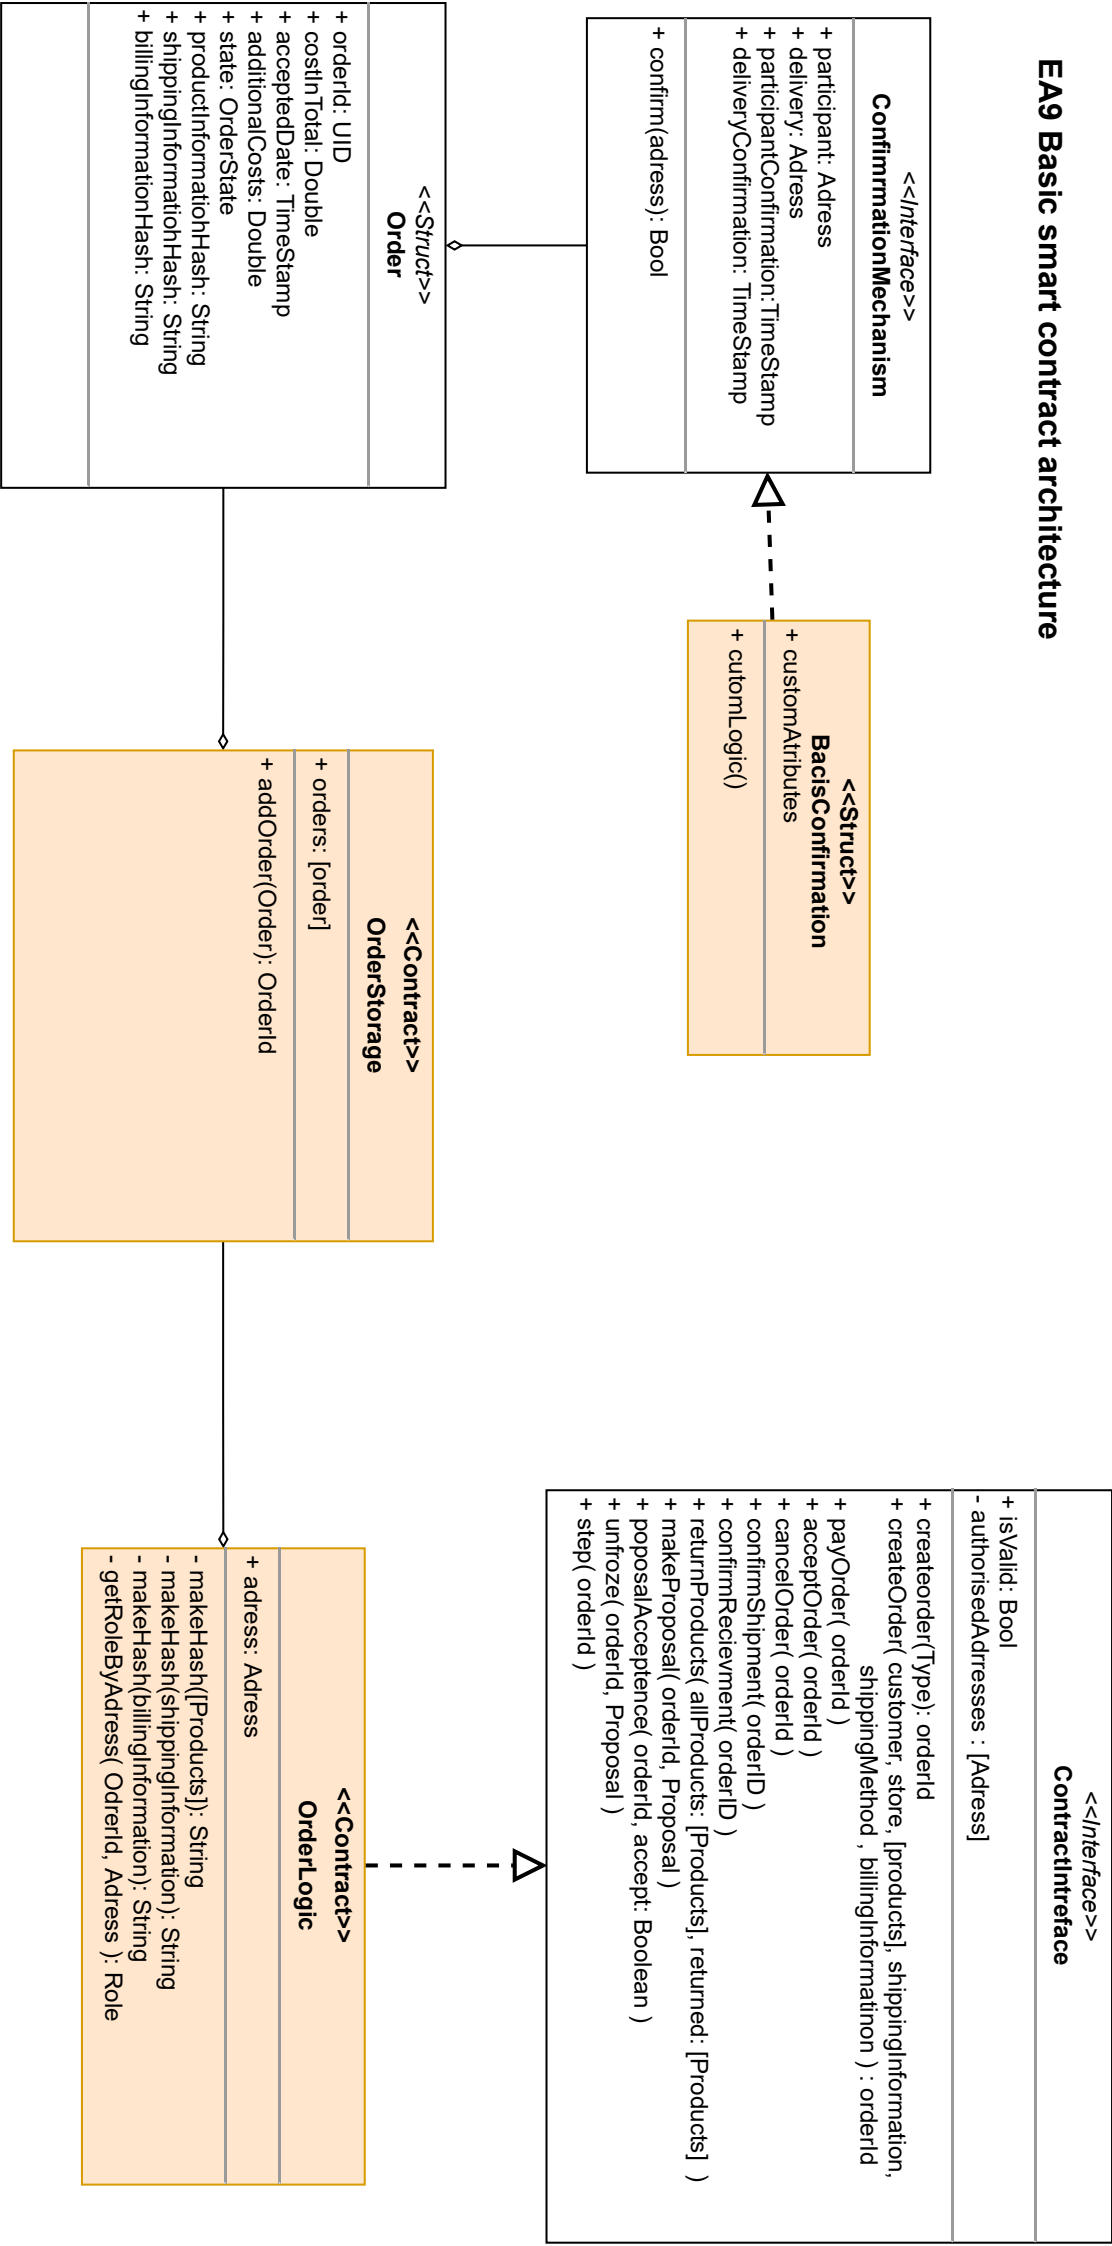 EA9 Basic smart contract architecture
<<Interface>>
ConfimrmationMechanism
+ participant: Adress
+ delivery: Adress
+ participantConfirmation:TimeStamp
+ deliveryConfirmation: TimeStamp
+ confirm(adress): Bool
<<Struct>>
BacisConfirmation
+ customAtributes
+ cutomLogic()
<<Interface>>
ContractIntreface
+ isValid: Bool
- authorisedAdrresses : [Adress]
+ createorder(Type): orderId
+ createOrder( customer, store, [products], shippingInformation,
shippingMethod , billingInformatinon ) : orderId
+ payOrder( orderId )
+ acceptOrder( orderId )
+ cancelOrder( orderId )
+ confirmShipment( orderID )
+ confirmRecievment( orderID )
+ returnProducts( allProducts: [Products], returned: [Products] )
+ makeProposal( orderId, Proposal )
+ poposalAcceptence( orderId, accept: Boolean )
+ unfroze( orderId, Proposal )
+ step( orderId )
<<Struct>>
Order
+ orderId: UID
+ costInTotal: Double
+ acceptedDate: TimeStamp
+ additionalCosts: Double
+ state: OrderState
+ productInformatiohHash: String
+ shippingInformatiohHash: String
+ billingInformationHash: String
<<Contract>>
OrderStorage
+ orders: [order]
+ addOrder(Order): OrderId
<<Contract>>
OrderLogic
+ adress: Adress
- makeHash([Products]): String
- makeHash(shippingInformation): String
- makeHash(billingInformation): String
- getRoleByAdress( OdrerId, Adress ): Role